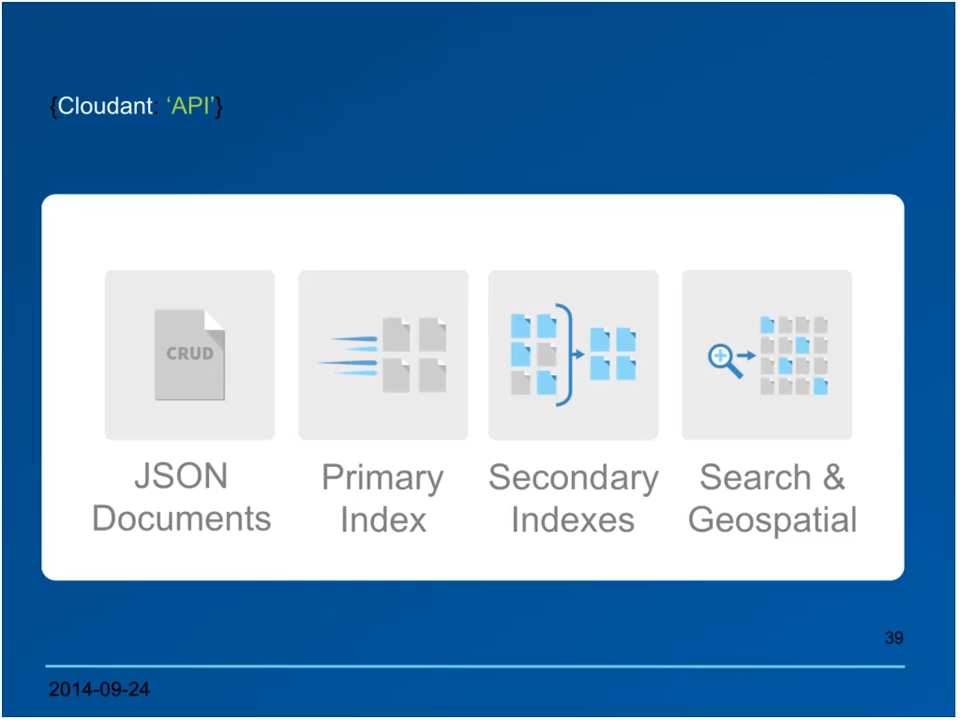 {Cloudant: ‘API’}
CRUD
JSON
Documents
Primary
Index
Secondary
Indexes
Search &
Geospatial
39
2014-09-24